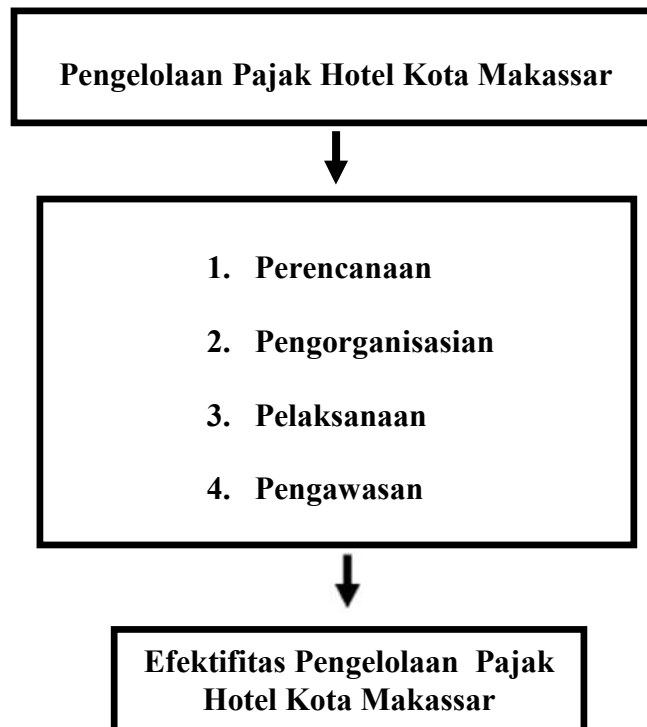 Pengelolaan Pajak Hotel Kota Makassar
1. Perencanaan
2. Pengorganisasian
3. Pelaksanaan
4. Pengawasan
Efektifitas Pengelolaan Pajak
Hotel Kota Makassar